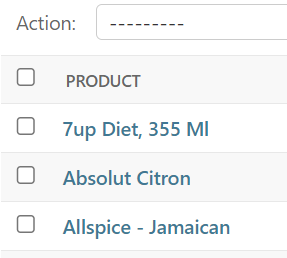 Action: ---------
PRODUCT
7up Diet, 355 Ml
Absolut Citron
Allspice - Jamaican